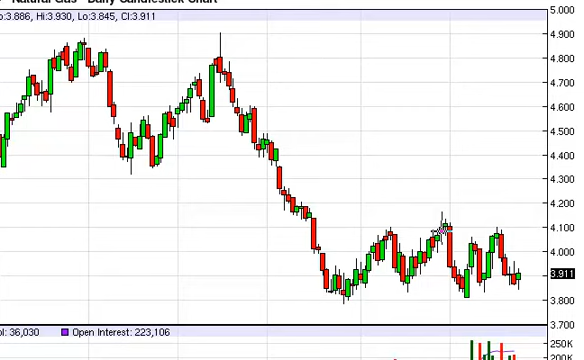 Natural Gas - Daily Candlestick Chart
:3.886, Hi:3.930, Lo:3.845, Cl:3.911
5.000
4.900
4.800
4.700
4.600
4.500
4.400
4.300
4.200
4.100
4.000
3.911
3.800
3.700
ol: 36,030 Open Interest: 223,106
250K
200K